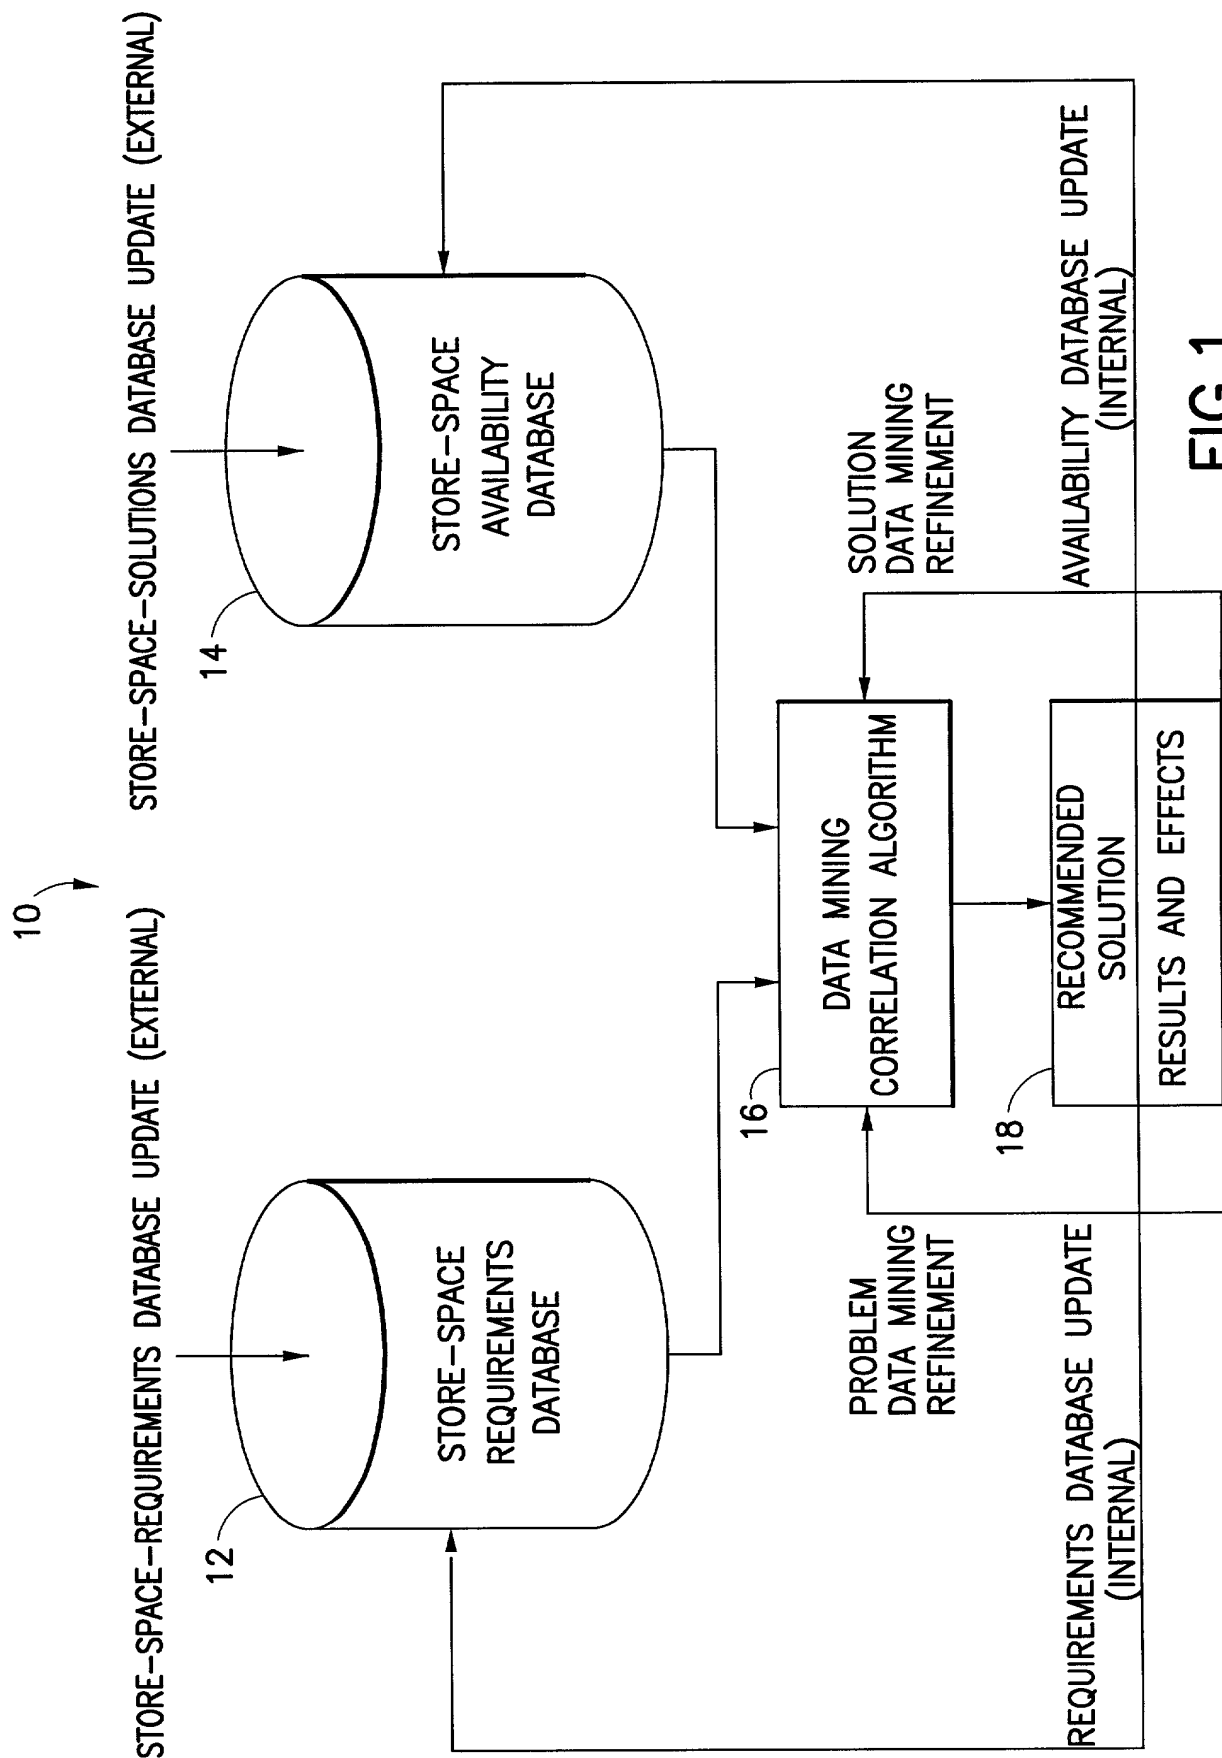 10
STORE-SPACE-REQUIREMENTS DATABASE UPDATE (EXTERNAL)
STORE-SPACE-SOLUTIONS DATABASE UPDATE (EXTERNAL)
12
STORE-SPACE
REQUIREMENTS
DATABASE
14
STORE-SPACE
AVAILABILITY
DATABASE
16
DATA MINING
CORRELATION ALGORITHM
PROBLEM
DATA MINING
REFINEMENT
SOLUTION
DATA MINING
REFINEMENT
18
RECOMMENDED
SOLUTION
RESULTS AND EFFECTS
REQUIREMENTS DATABASE UPDATE
(INTERNAL)
AVAILABILITY DATABASE UPDATE
(INTERNAL)
FIG.1